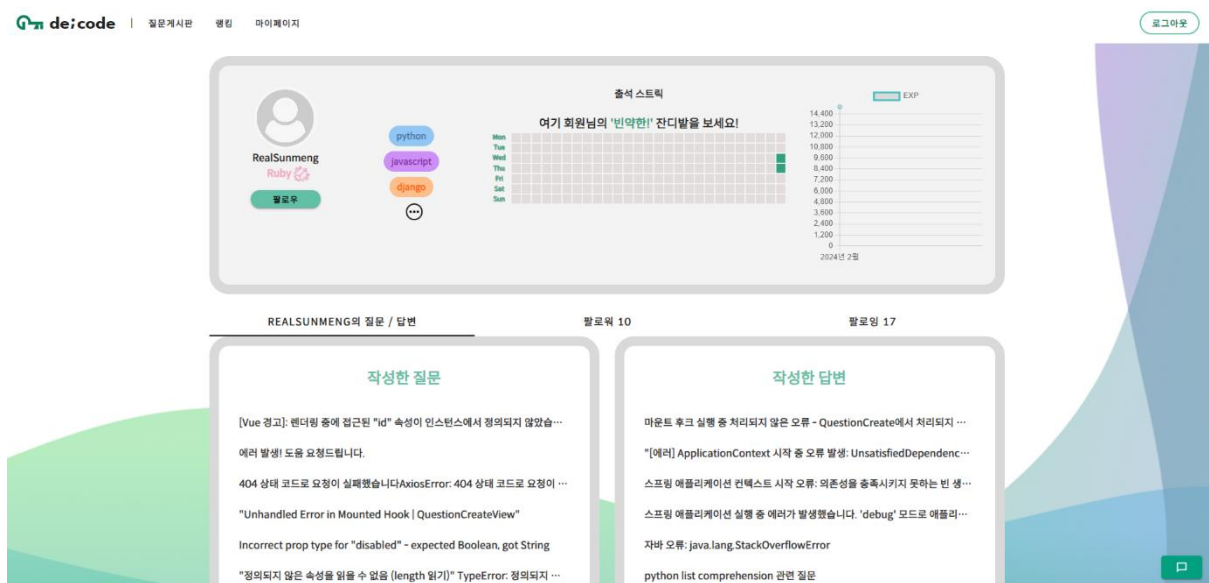 de;code | 질문게시판 랭킹 마이페이지 로그아웃
RealSunmeng
Ruby
팔로우
python
javascript
django
출석 스트릭
여기 회원님의 '빈약한!' 잔디밭을 보세요!
Mon
Tue
Wed
Thu
Fri
Sat
Sun
EXP
14,400
13,200
12,000
10,800
9,600
8,400
7,200
6,000
4,800
3,600
2,400
1,200
0
2024년 2월
REALSUNMENG의 질문 / 답변 팔로워 10 팔로잉 17
작성한 질문
[Vue 경고]: 렌더링 중에 접근된 "id" 속성이 인스턴스에서 정의되지 않았습…
에러 발생! 도움 요청드립니다.
404 상태 코드로 요청이 실패했습니다AxiosError: 404 상태 코드로 요청이 …
"Unhandled Error in Mounted Hook | QuestionCreateView"
Incorrect prop type for "disabled" - expected Boolean, got String
"정의되지 않은 속성을 읽을 수 없음 (length 읽기)" TypeError: 정의되지 …
작성한 답변
마운트 후크 실행 중 처리되지 않은 오류 - QuestionCreate에서 처리되지 …
"[에러] ApplicationContext 시작 중 오류 발생: UnsatisfiedDependenc…
스프링 애플리케이션 컨텍스트 시작 오류: 의존성을 충족시키지 못하는 빈 생…
스프링 애플리케이션 실행 중 에러가 발생했습니다. 'debug' 모드로 애플리…
자바 오류: java.lang.StackOverflowError
python list comprehension 관련 질문